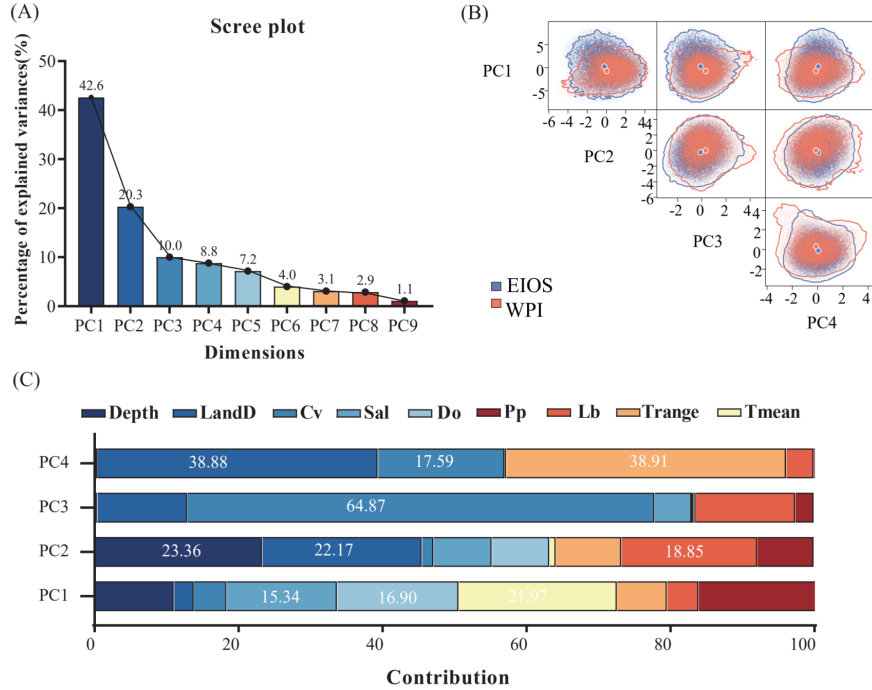 (A)
Scree plot
Percentage of explained variances(%)
50
40
30
20
10
0
42.6
20.3
10.0
8.8
7.2
4.0
3.1
2.9
1.1
PC1 PC2 PC3 PC4 PC5 PC6 PC7 PC8 PC9
Dimensions
(B)
PC1
5
0
-5
-6 -4 -2 0 2 44
PC2
2
0
-2
-4
-6
-2 0 2 44
PC3
2
0
-2
-4 -2 0 2 4
PC4
EIOS
WPI
(C)
Depth LandD Cv Sal Do Pp Lb Trange Tmean
PC4 38.88 17.59 38.91
PC3 64.87
PC2 23.36 22.17 18.85
PC1 15.34 16.90 21.97
0 20 40 60 80 100
Contribution